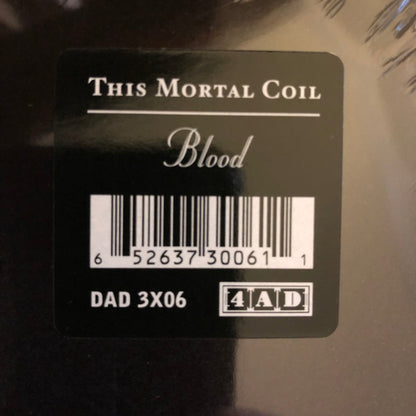 THIS MORTAL COIL
Blood
6 52637 30061 1
DAD 3X06 4AD